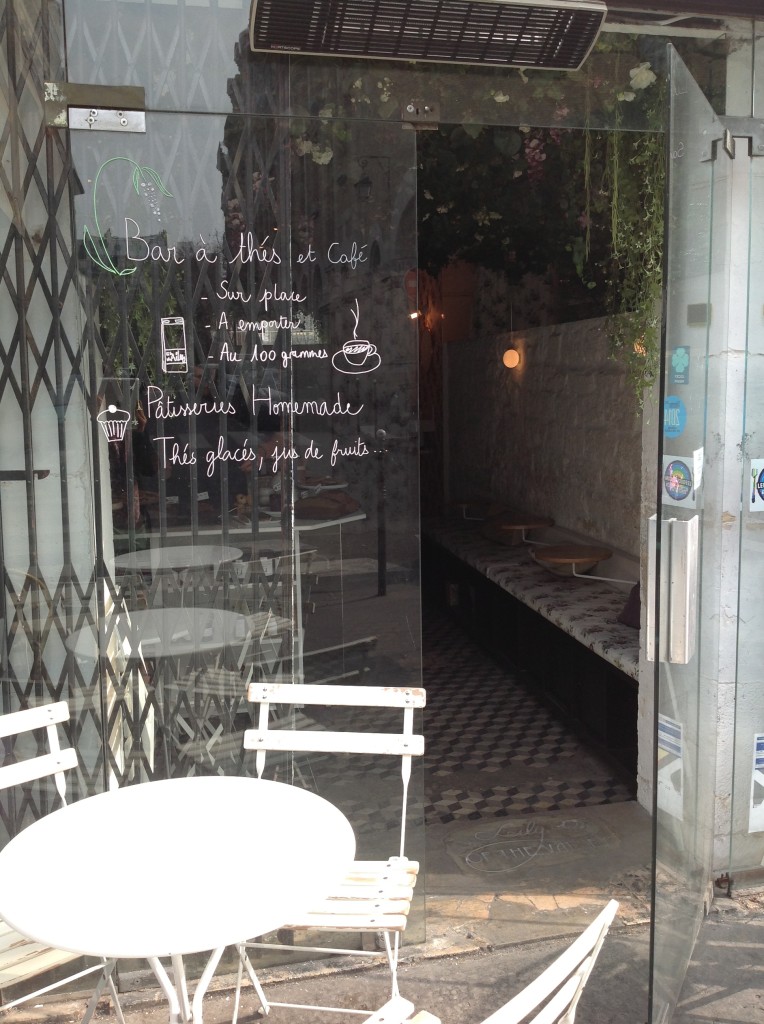 Bar à thés et Café
- Sur place
- A emporter
- Au 100 grammes
Pâtisseries Homemade
Thés glacés, jus de fruits...